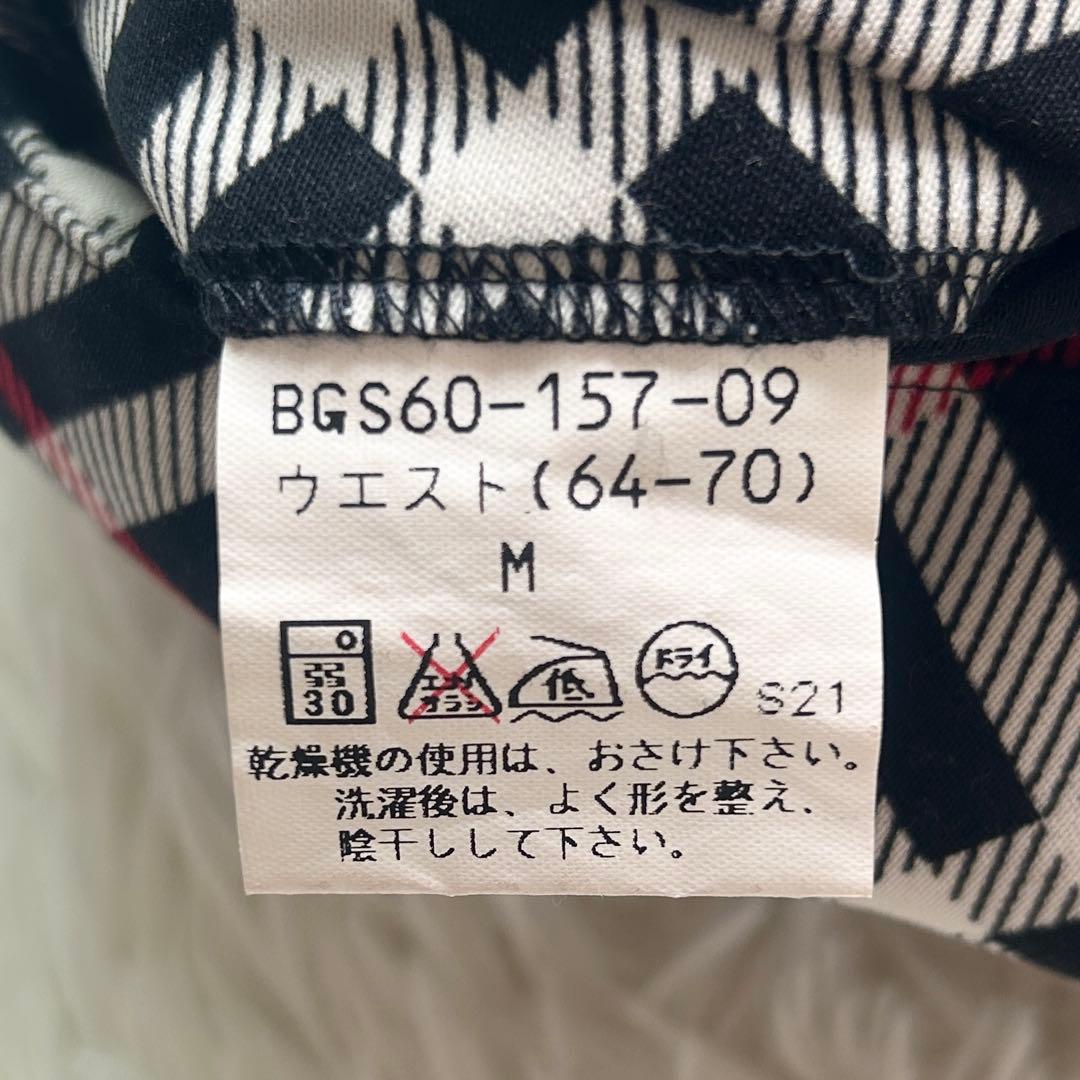 BGS60-157-09
ウエスト(64-70)
M
弱
30
エンソ
サラシ
低
ドライ
S21
乾燥機の使用は、おさけ下さい。
洗濯後は、よく形を整え、
陰干しして下さい。